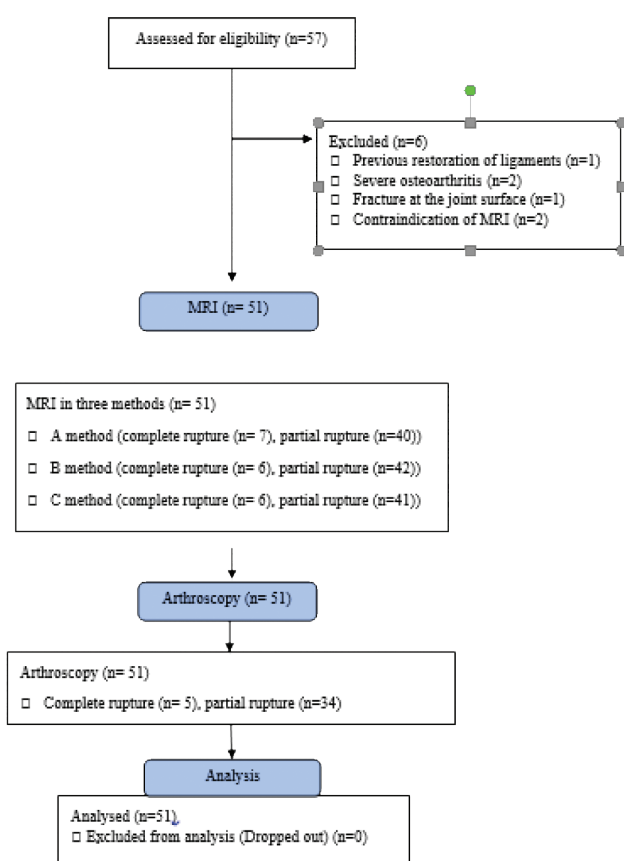 Assessed for eligibility (n=57)
Excluded (n=6)
□ Previous restoration of ligaments (n=1)
□ Severe osteoarthritis (n=2)
□ Fracture at the joint surface (n=1)
□ Contraindication of MRI (n=2)
MRI (n= 51)
MRI in three methods (n= 51)
□ A method (complete rupture (n= 7), partial rupture (n=40))
□ B method (complete rupture (n= 6), partial rupture (n=42))
□ C method (complete rupture (n= 6), partial rupture (n=41))
Arthroscopy (n= 51)
Arthroscopy (n= 51)
□ Complete rupture (n= 5), partial rupture (n=34)
Analysis
Analysed (n=51),
□ Excluded from analysis (Dropped out) (n=0)